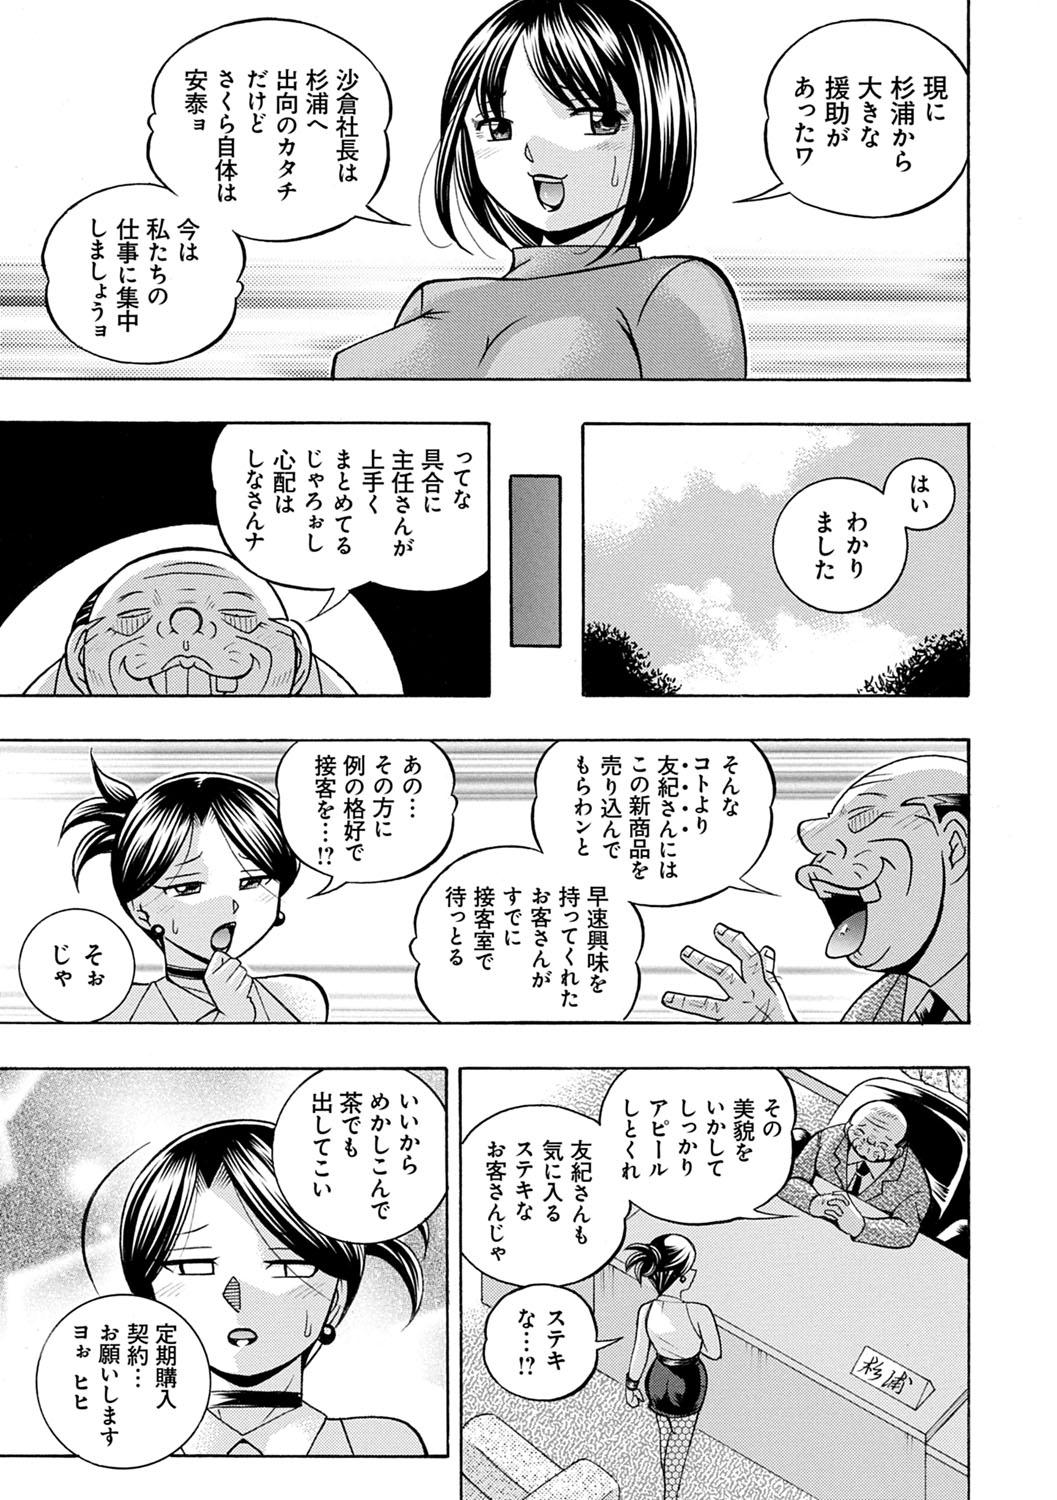 現に
杉浦から
大きな
援助が
あったワ
沙倉社長は
杉浦へ
出向のカタチ
だけど
さくら自体は
安泰ョ
今は
私たちの
仕事に集中
しましょうョ
はい
わかり
ました
ってな
具合に
主任さんが
上手く
まとめてる
じゃろぉし
心配は
しなさんナ
そんな
コトより
友紀さんには
この新商品を
売り込んで
もらわンと
早速興味を
持ってくれた
お客さんが
すでに
接客室で
待っとる
あの…
その方に
例の格好で
接客を…!?
そぉ
じゃ
その
美貌を
いかして
しっかり
アピール
しとくれ
友紀さんも
気に入る
ステキな
お客さんじゃ
ステキ
な…!?
杉浦
いいから
めかしこんで
茶でも
出してこい
定期購入
契約…
お願いします
ヨぉ ヒヒ